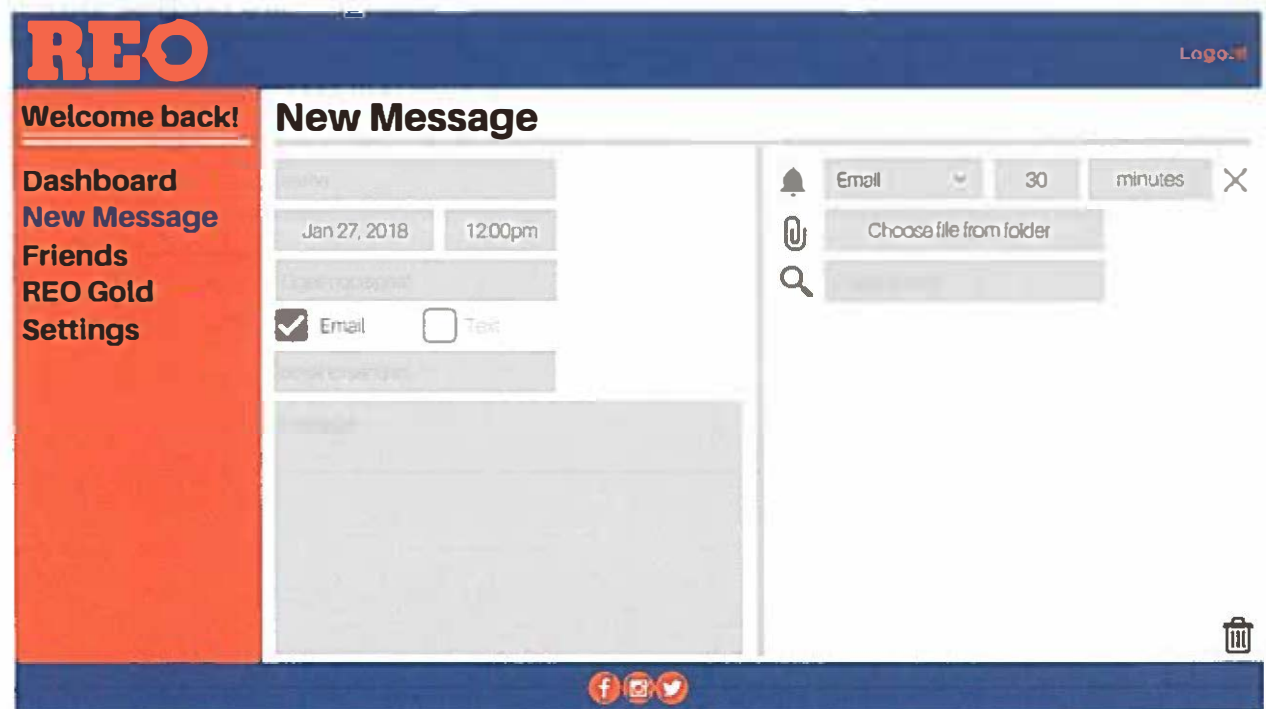 REO
Welcome back!
Dashboard
New Message
Friends
REO Gold
Settings
New Message
Jan 27, 2018 12:00pm
Email Text
Email 30 minutes
Choose file from folder